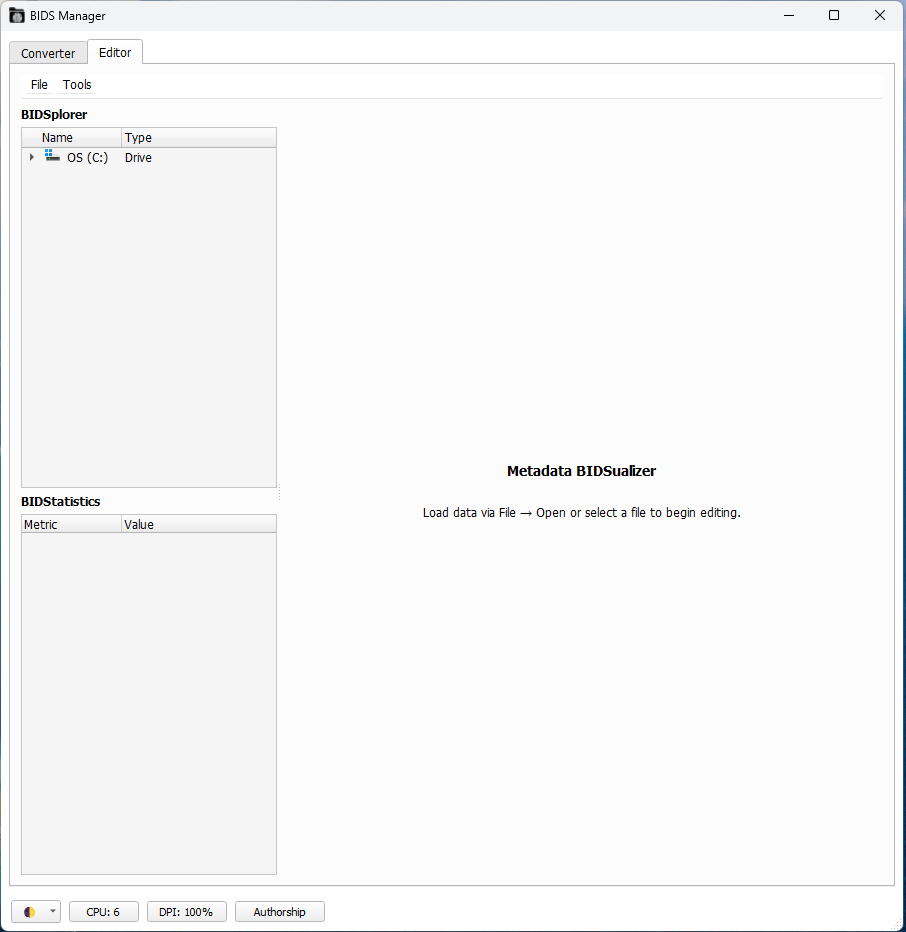 BIDS Manager
Converter Editor
File Tools
BIDSplorer
Name Type
OS (C:) Drive
Metadata BIDSualizer
Load data via File → Open or select a file to begin editing.
BIDStatistics
Metric Value
CPU: 6 DPI: 100% Authorship